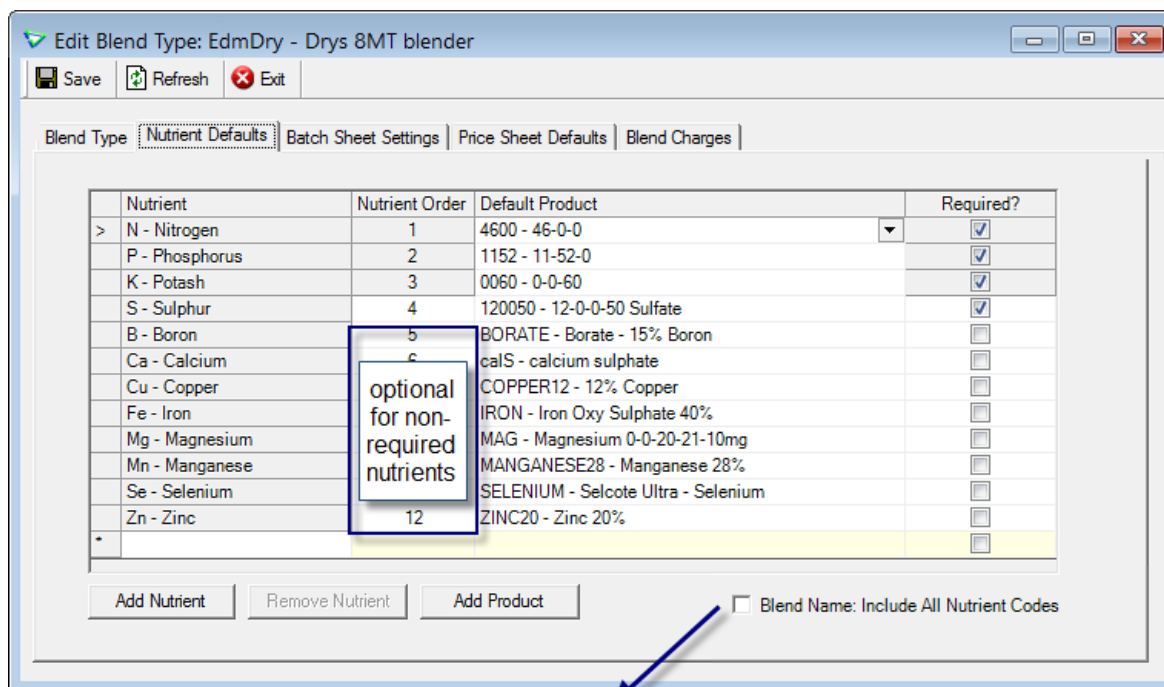 Edit Blend Type: EdmDry - Drys 8MT blender
Save Refresh Exit
Blend Type Nutrient Defaults Batch Sheet Settings Price Sheet Defaults Blend Charges
Nutrient Nutrient Order Default Product Required?
> N - Nitrogen 1 4600 - 46-0-0
P - Phosphorus 2 1152 - 11-52-0
K - Potash 3 0060 - 0-0-60
S - Sulphur 4 120050 - 12-0-0-50 Sulfate
B - Boron 5 BORATE - Borate - 15% Boron
Ca - Calcium 6 calS - calcium sulphate
Cu - Copper COPPER12 - 12% Copper
Fe - Iron IRON - Iron Oxy Sulphate 40%
Mg - Magnesium MAG - Magnesium 0-0-20-21-10mg
Mn - Manganese MANGANESE28 - Manganese 28%
Se - Selenium SELENIUM - Selcote Ultra - Selenium
Zn - Zinc 12 ZINC20 - Zinc 20%
*
optional
for non-
required
nutrients
Add Nutrient Remove Nutrient Add Product Blend Name: Include All Nutrient Codes